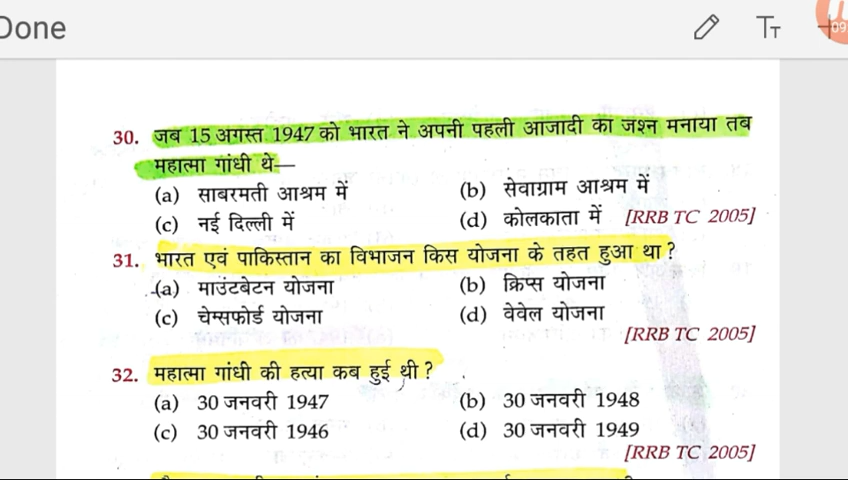 Done
TT
09
30. जब 15 अगस्त 1947 को भारत ने अपनी पहली आजादी का जश्न मनाया तब
महात्मा गांधी थे—
(a) साबरमती आश्रम में (b) सेवाग्राम आश्रम में
(c) नई दिल्ली में (d) कोलकाता में [RRB TC 2005]
31. भारत एवं पाकिस्तान का विभाजन किस योजना के तहत हुआ था ?
(a) माउंटबेटन योजना (b) क्रिप्स योजना
(c) चेम्सफोर्ड योजना (d) वेवेल योजना
[RRB TC 2005]
32. महात्मा गांधी की हत्या कब हुई थी ?
(a) 30 जनवरी 1947 (b) 30 जनवरी 1948
(c) 30 जनवरी 1946 (d) 30 जनवरी 1949
[RRB TC 2005]